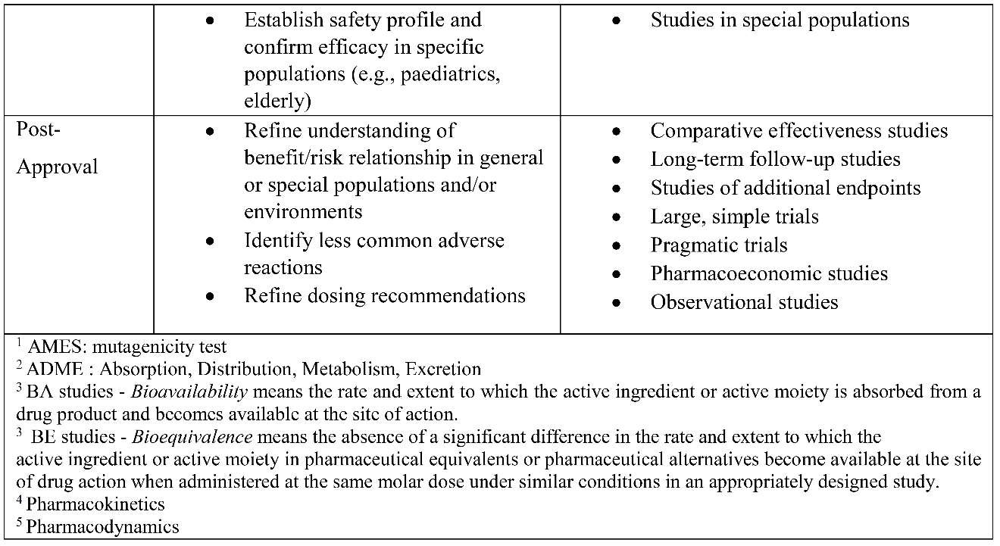 • Establish safety profile and
confirm efficacy in specific
populations (e.g., paediatrics,
elderly)
• Studies in special populations
Post-
Approval
• Refine understanding of
benefit/risk relationship in general
or special populations and/or
environments
• Identify less common adverse
reactions
• Refine dosing recommendations
• Comparative effectiveness studies
• Long-term follow-up studies
• Studies of additional endpoints
• Large, simple trials
• Pragmatic trials
• Pharmacoeconomic studies
• Observational studies
1 AMES: mutagenicity test
2 ADME : Absorption, Distribution, Metabolism, Excretion
3 BA studies - Bioavailability means the rate and extent to which the active ingredient or active moiety is absorbed from a
drug product and becomes available at the site of action.
3 BE studies - Bioequivalence means the absence of a significant difference in the rate and extent to which the
active ingredient or active moiety in pharmaceutical equivalents or pharmaceutical alternatives become available at the site
of drug action when administered at the same molar dose under similar conditions in an appropriately designed study.
4 Pharmacokinetics
5 Pharmacodynamics